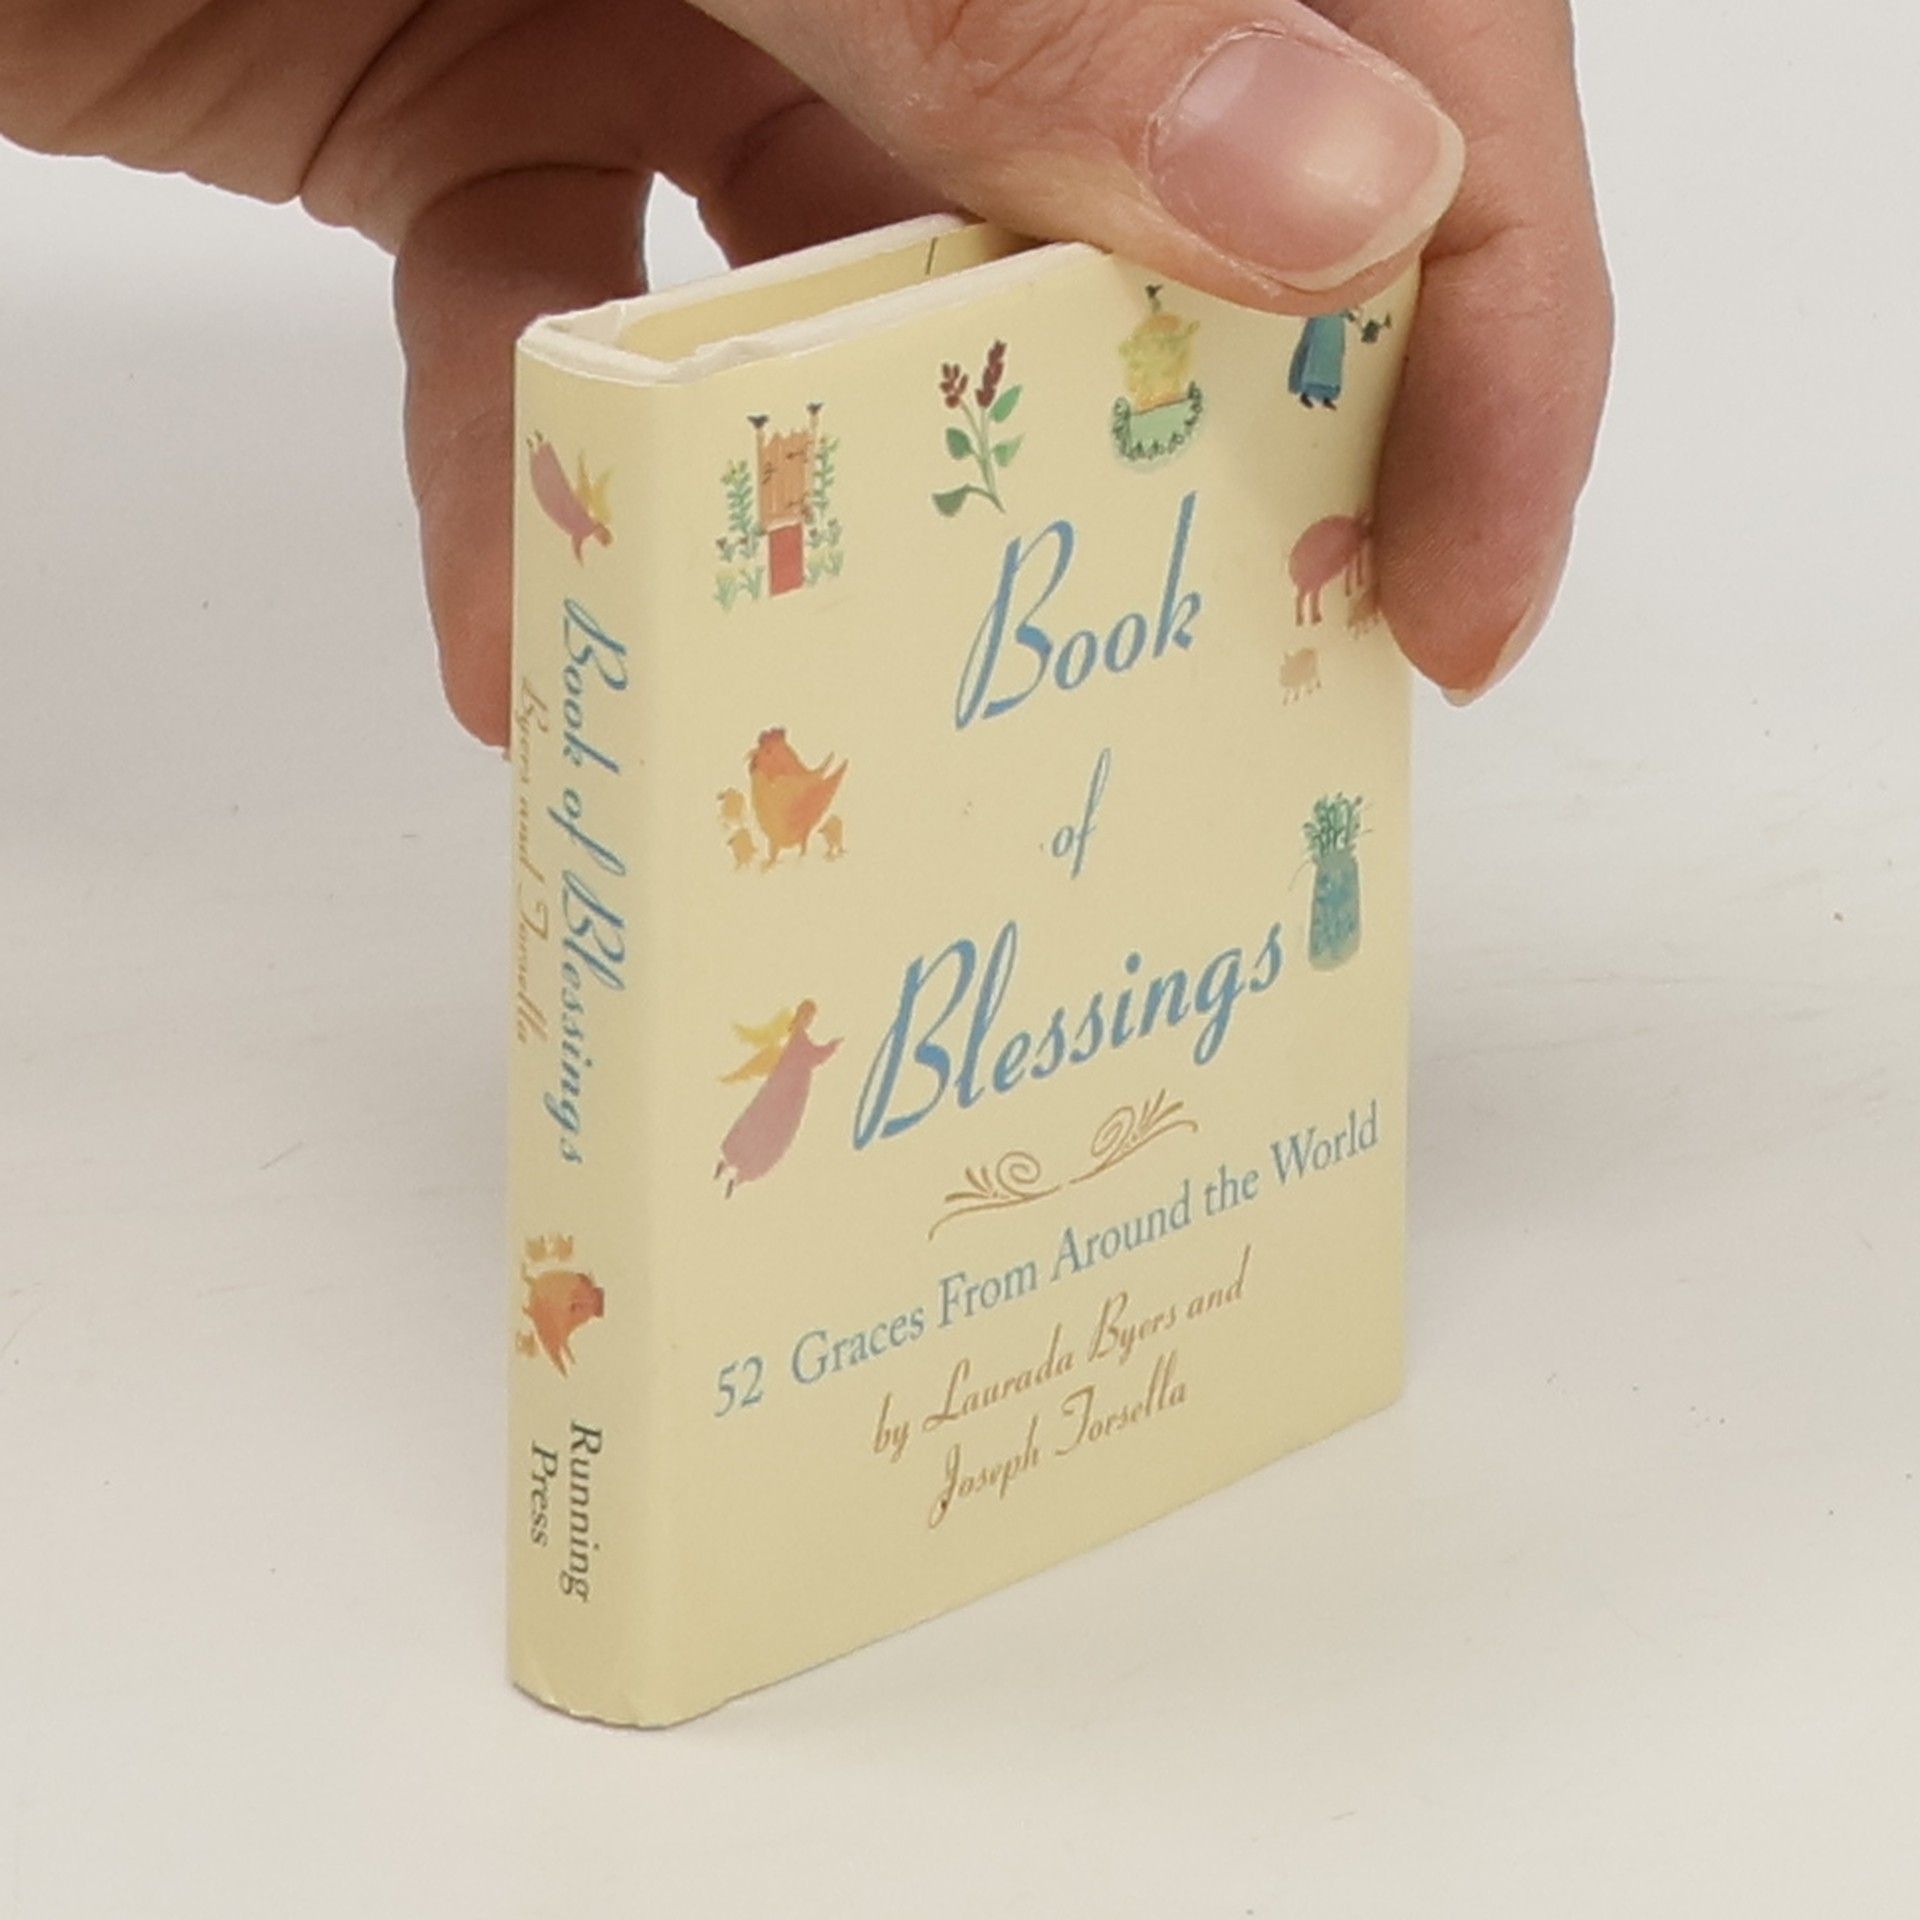 Book
of
Blessings
52 Graces From Around the World
by Laurada Byers and
Joseph Torsella
Book of Blessings
Byers and Torsella
Running
Press